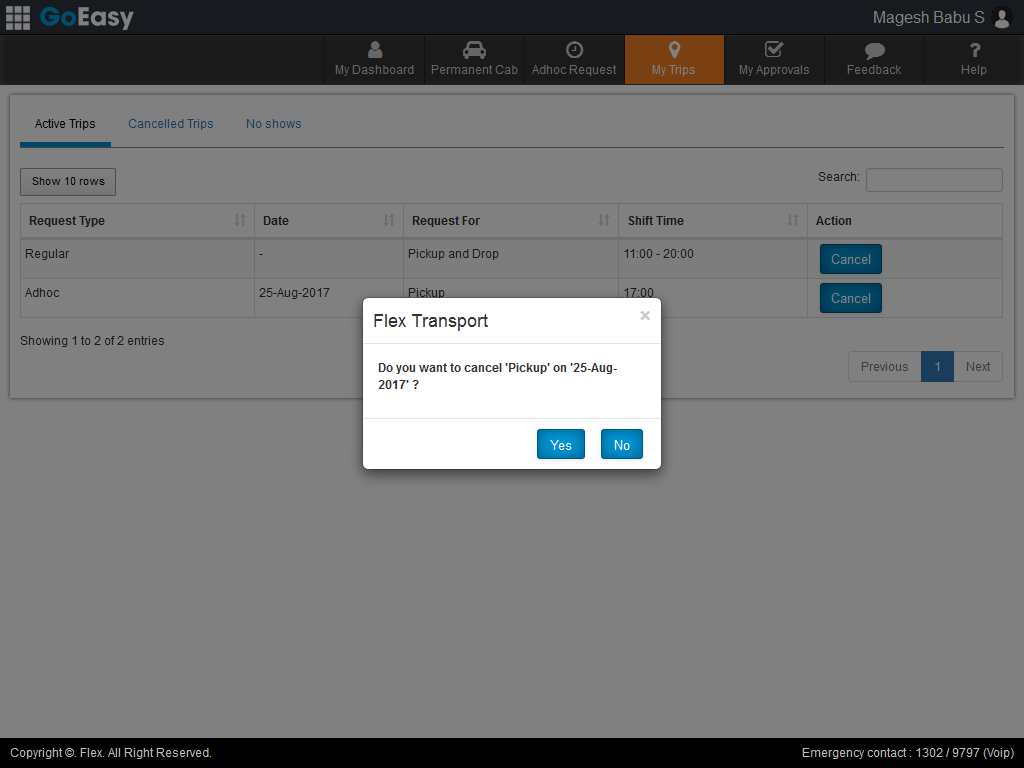 GoEasy
Magesh Babu S
My Dashboard
Permanent Cab
Adhoc Request
My Trips
My Approvals
Feedback
? Help
Active Trips
Cancelled Trips
No shows
Show 10 rows
Search:
Request Type
Date
Request For
Shift Time
Action
Regular
-
Pickup and Drop
11:00 - 20:00
Cancel
Adhoc
25-Aug-2017
Pickup
17:00
Cancel
Flex Transport
×
Do you want to cancel 'Pickup' on '25-Aug-
2017' ?
Yes
No
Showing 1 to 2 of 2 entries
Previous
1
Next
Copyright ©. Flex. All Right Reserved.
Emergency contact : 1302 / 9797 (Voip)